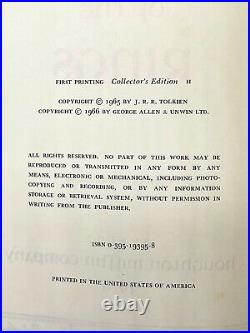 FIRST PRINTING Collector's Edition H
COPYRIGHT © 1965 BY J. R. R. TOLKIEN
COPYRIGHT © 1966 BY GEORGE ALLEN & UNWIN LTD.
ALL RIGHTS RESERVED. NO PART OF THIS WORK MAY BE
REPRODUCED OR TRANSMITTED IN ANY FORM BY ANY
MEANS, ELECTRONIC OR MECHANICAL, INCLUDING PHOTO-
COPYING AND RECORDING, OR BY ANY INFORMATION
STORAGE OR RETRIEVAL SYSTEM, WITHOUT PERMISSION IN
WRITING FROM THE PUBLISHER.
ISBN 0-395-19395-8
houghton mifflin company
PRINTED IN THE UNITED STATES OF AMERICA